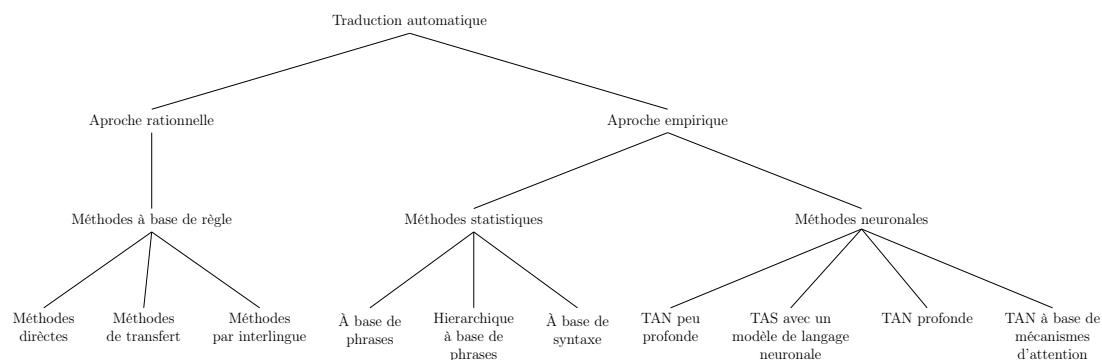 Traduction automatique
Aproche rationnelle
Aproche empirique
Méthodes à base de règle
Méthodes statistiques
Méthodes neuronales
Méthodes
dirèctes
Méthodes
de transfert
Méthodes
par interlingue
À base de
phrases
Hierarchique
à base de
phrases
À base de
syntaxe
TAN peu
profonde
TAS avec un
modèle de langage
neuronale
TAN profonde
TAN à base de
mécanismes
d'attention